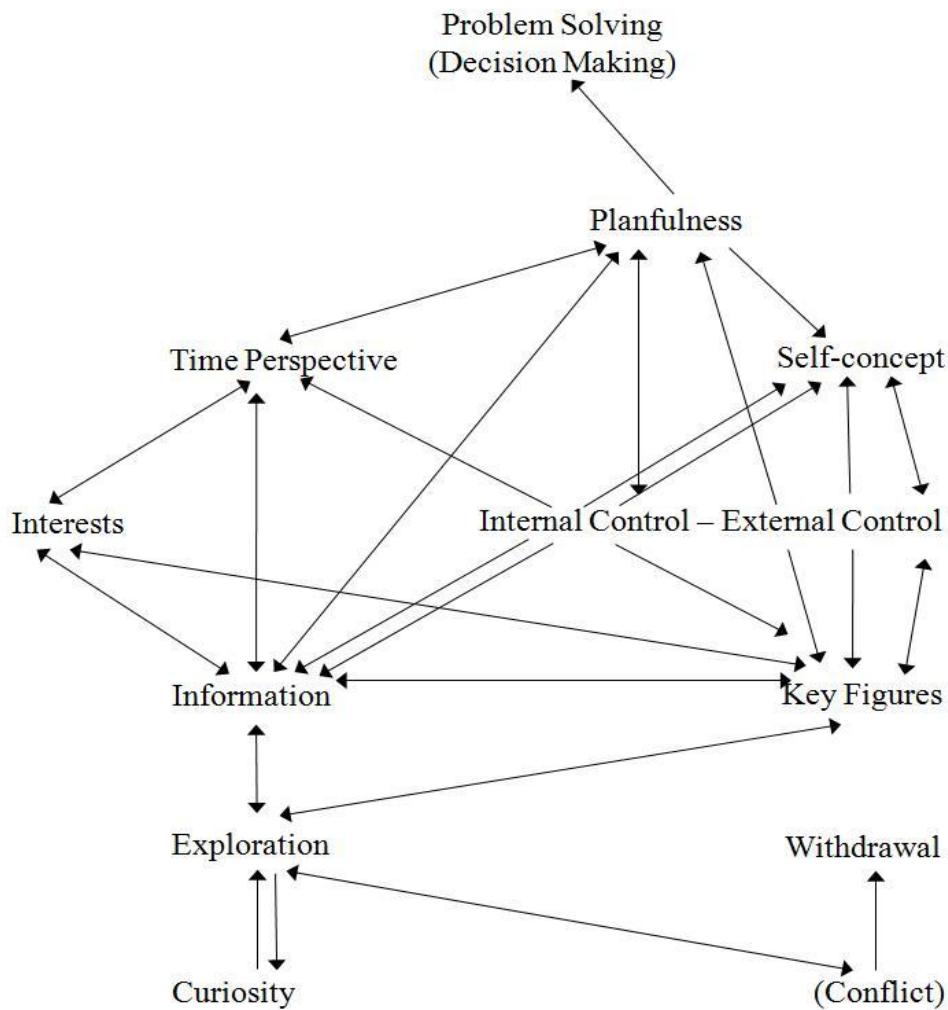 Problem Solving
(Decision Making)
Planfulness
Time Perspective
Self-concept
Interests
Internal Control – External Control
Information
Key Figures
Exploration
Withdrawal
Curiosity
(Conflict)